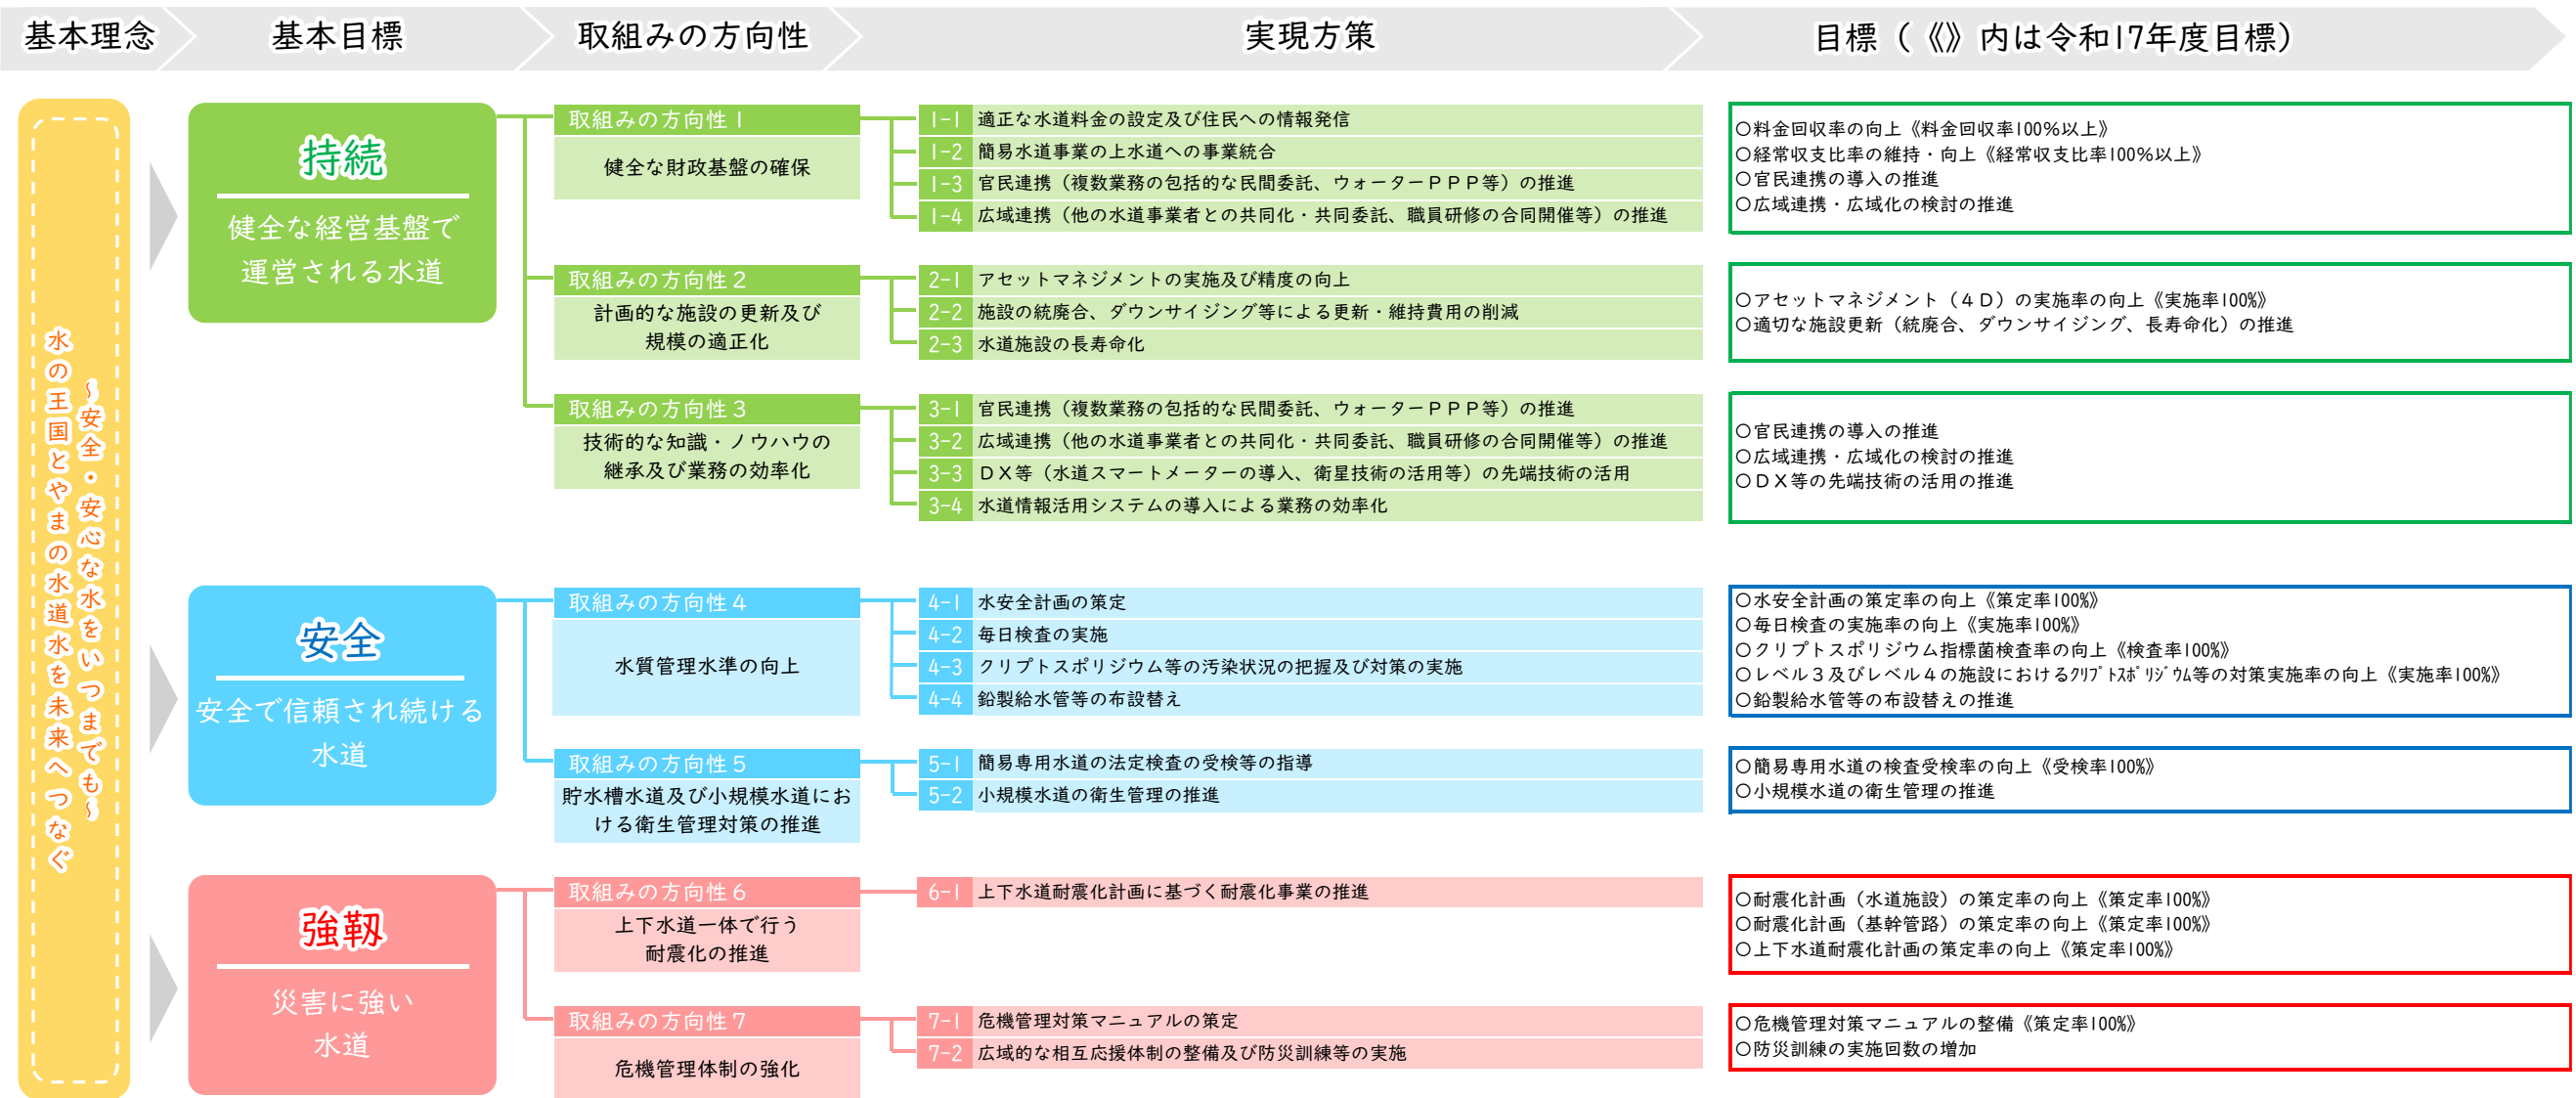 基本理念
基本目標
取組みの方向性
実現方策
目標（《》内は令和17年度目標）
水の王国とやまの水道水を未来へつなぐ
～安全・安心な水をいつまでも～
持続
健全な経営基盤で
運営される水道
取組みの方向性１
健全な財政基盤の確保
1-1 適正な水道料金の設定及び住民への情報発信
1-2 簡易水道事業の上水道への事業統合
1-3 官民連携（複数業務の包括的な民間委託、ウォーターＰＰＰ等）の推進
1-4 広域連携（他の水道事業者との共同化・共同委託、職員研修の合同開催等）の推進
○料金回収率の向上《料金回収率100％以上》
○経常収支比率の維持・向上《経常収支比率100％以上》
○官民連携の導入の推進
○広域連携・広域化の検討の推進
取組みの方向性２
計画的な施設の更新及び
規模の適正化
2-1 アセットマネジメントの実施及び精度の向上
2-2 施設の統廃合、ダウンサイジング等による更新・維持費用の削減
2-3 水道施設の長寿命化
○アセットマネジメント（４Ｄ）の実施率の向上《実施率100%》
○適切な施設更新（統廃合、ダウンサイジング、長寿命化）の推進
取組みの方向性３
技術的な知識・ノウハウの
継承及び業務の効率化
3-1 官民連携（複数業務の包括的な民間委託、ウォーターＰＰＰ等）の推進
3-2 広域連携（他の水道事業者との共同化・共同委託、職員研修の合同開催等）の推進
3-3 ＤＸ等（水道スマートメーターの導入、衛星技術の活用等）の先端技術の活用
3-4 水道情報活用システムの導入による業務の効率化
○官民連携の導入の推進
○広域連携・広域化の検討の推進
○ＤＸ等の先端技術の活用の推進
安全
安全で信頼され続ける
水道
取組みの方向性４
水質管理水準の向上
4-1 水安全計画の策定
4-2 毎日検査の実施
4-3 クリプトスポリジウム等の汚染状況の把握及び対策の実施
4-4 鉛製給水管等の布設替え
○水安全計画の策定率の向上《策定率100%》
○毎日検査の実施率の向上《実施率100%》
○クリプトスポリジウム指標菌検査率の向上《検査率100%》
○レベル３及びレベル４の施設におけるｸﾘﾌﾟﾄｽﾎﾟﾘｼﾞｳﾑ等の対策実施率の向上《実施率100%》
○鉛製給水管等の布設替えの推進
取組みの方向性５
貯水槽水道及び小規模水道にお
ける衛生管理対策の推進
5-1 簡易専用水道の法定検査の受検等の指導
5-2 小規模水道の衛生管理の推進
○簡易専用水道の検査受検率の向上《受検率100%》
○小規模水道の衛生管理の推進
強靱
災害に強い
水道
取組みの方向性６
上下水道一体で行う
耐震化の推進
6-1 上下水道耐震化計画に基づく耐震化事業の推進
○耐震化計画（水道施設）の策定率の向上《策定率100%》
○耐震化計画（基幹管路）の策定率の向上《策定率100%》
○上下水道耐震化計画の策定率の向上《策定率100%》
取組みの方向性７
危機管理体制の強化
7-1 危機管理対策マニュアルの策定
7-2 広域的な相互応援体制の整備及び防災訓練等の実施
○危機管理対策マニュアルの整備《策定率100%》
○防災訓練の実施回数の増加